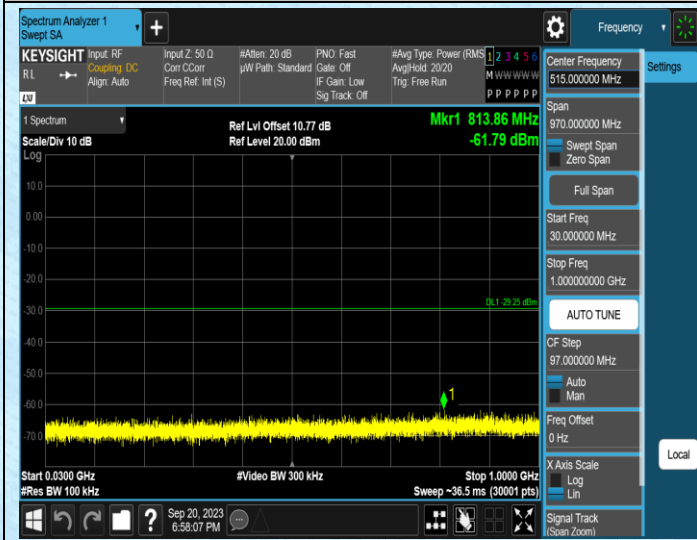 Spectrum Analyzer 1
Swept SA
Frequency
KEYSIGHT
RL
LXI
Input: RF
Coupling: DC
Align: Auto
Input Z: 50 Ω
Corr CCorr
Freq Ref: Int (S)
#Atten: 20 dB
µW Path: Standard
PNO: Fast
Gate: Off
IF Gain: Low
Sig Track: Off
#Avg Type: Power (RMS
Avg|Hold: 20/20
Trig: Free Run
1 2 3 4 5 6
M W W W W W
P P P P P P
1 Spectrum
Scale/Div 10 dB
Ref Lvl Offset 10.77 dB
Ref Level 20.00 dBm
Mkr1 813.86 MHz
-61.79 dBm
Log
10.0
0.00
-10.0
-20.0
-30.0
-40.0
-50.0
-60.0
-70.0
DL1 -29.25 dBm
1
Start 0.0300 GHz
#Res BW 100 kHz
#Video BW 300 kHz
Stop 1.0000 GHz
Sweep ~36.5 ms (30001 pts)
Center Frequency
515.000000 MHz
Span
970.000000 MHz
Swept Span
Zero Span
Full Span
Start Freq
30.000000 MHz
Stop Freq
1.000000000 GHz
AUTO TUNE
CF Step
97.000000 MHz
Auto
Man
Freq Offset
0 Hz
X Axis Scale
Log
Lin
Signal Track
(Span Zoom)
Settings
Local
?
Sep 20, 2023
6:58:07 PM